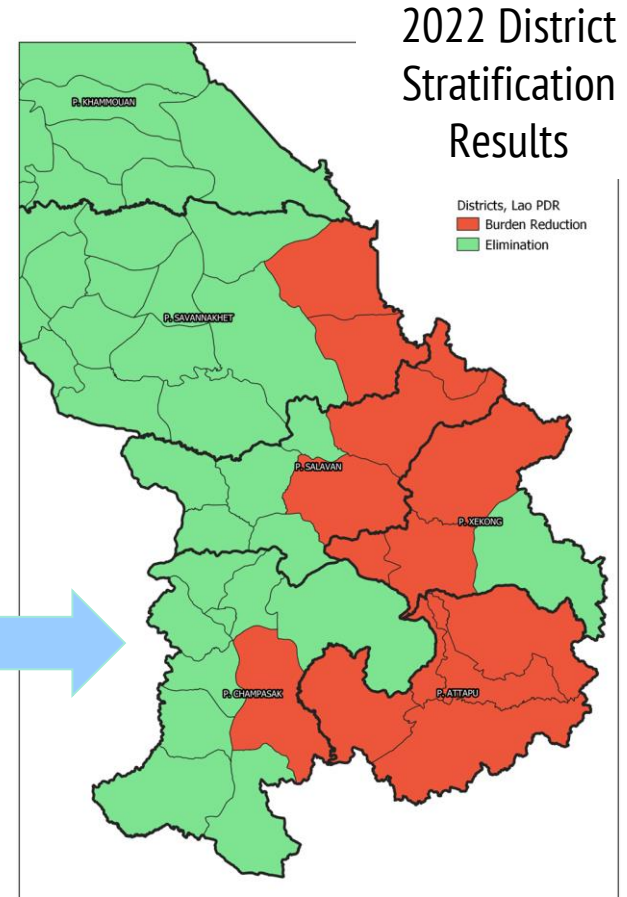 2022 District
Stratification
Results
Districts, Lao PDR
Burden Reduction
Elimination
P. KHAMMOUAN
P. SAVANNAKHET
P. SALAVAN
P. XEKONG
P. CHAMPASAK
P. ATTAPU